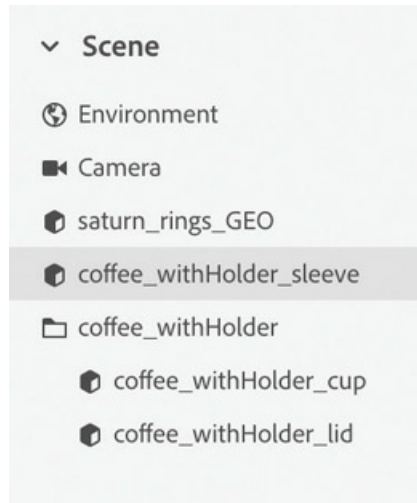 Scene
Environment
Camera
saturn_rings_GEO
coffee_withHolder_sleeve
coffee_withHolder
coffee_withHolder_cup
coffee_withHolder_lid